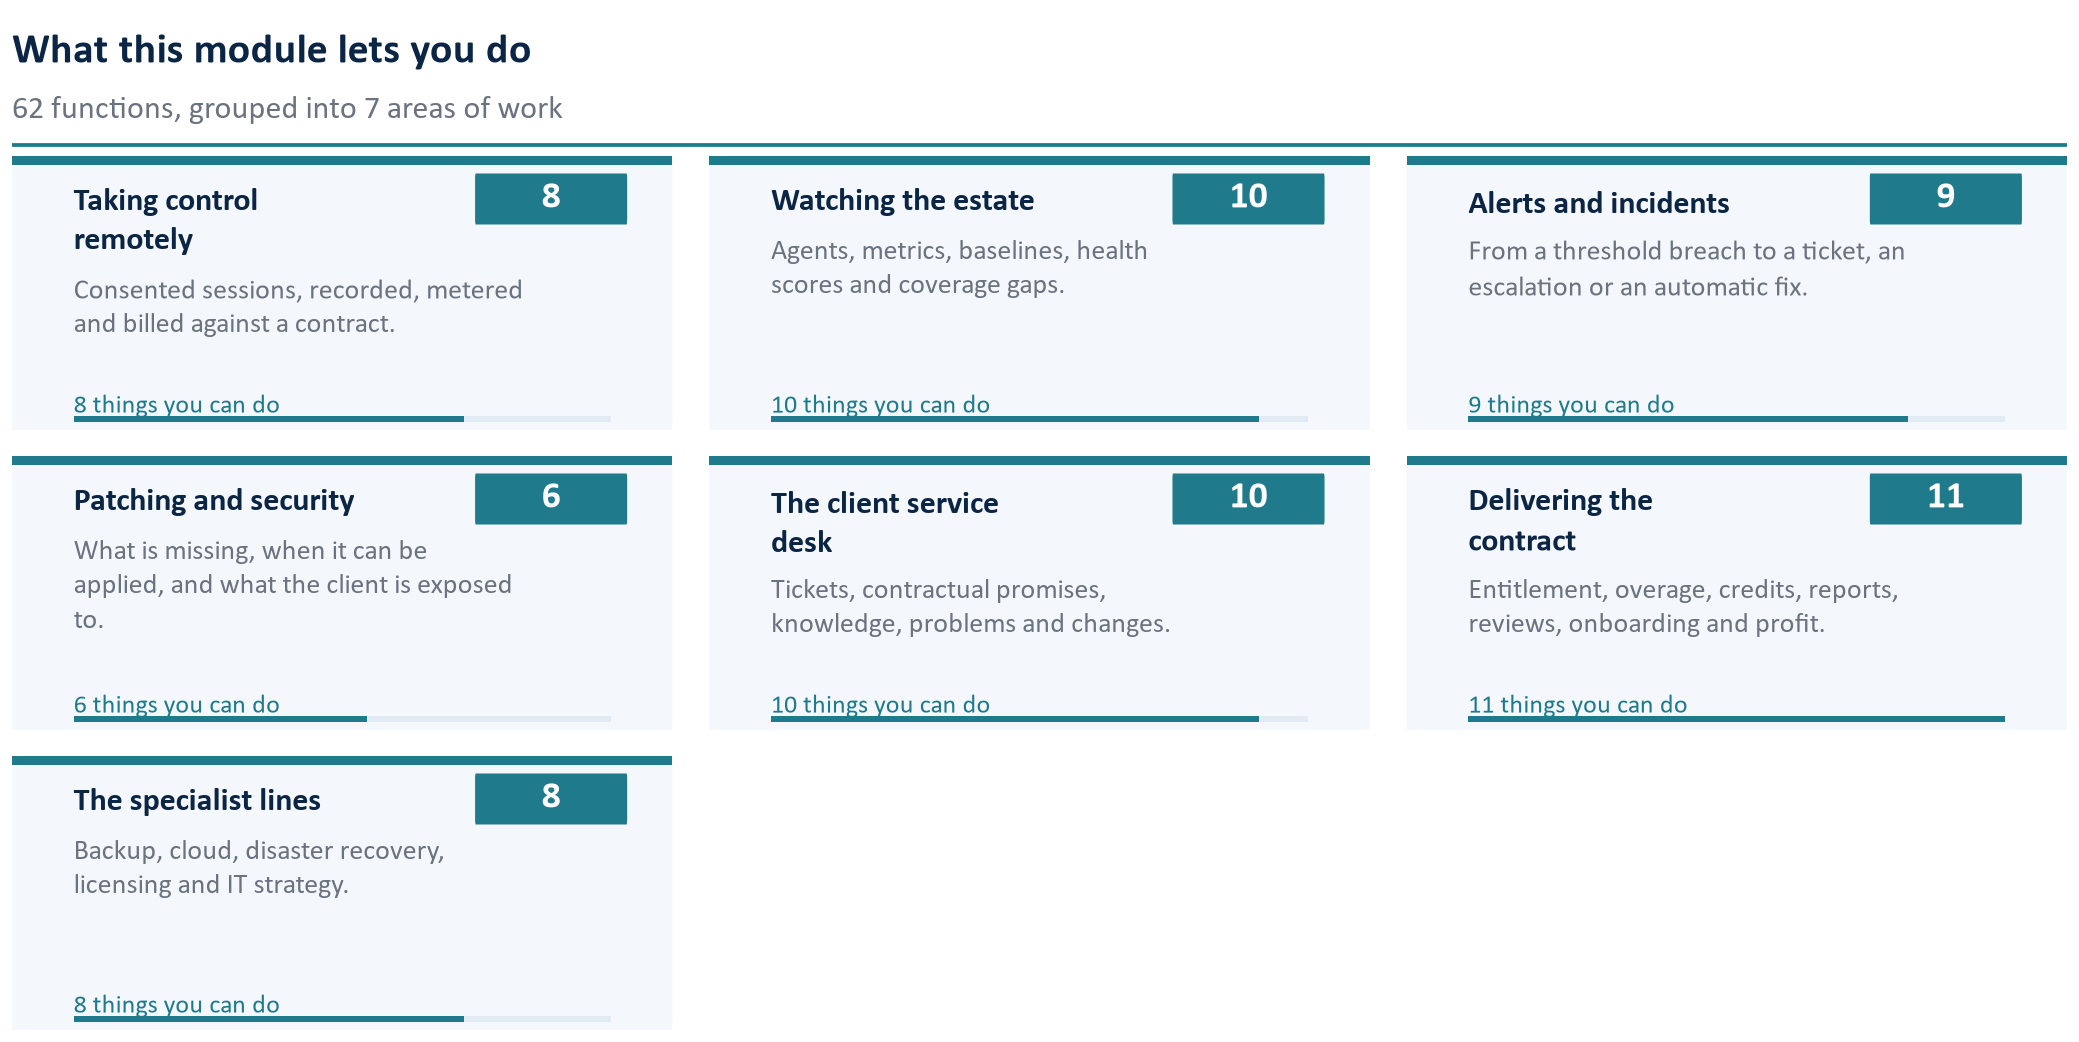 What this module lets you do
62 functions, grouped into 7 areas of work
Taking control
remotely
8
Consented sessions, recorded, metered
and billed against a contract.
8 things you can do
Watching the estate
10
Agents, metrics, baselines, health
scores and coverage gaps.
10 things you can do
Alerts and incidents
9
From a threshold breach to a ticket, an
escalation or an automatic fix.
9 things you can do
Patching and security
6
What is missing, when it can be
applied, and what the client is exposed
to.
6 things you can do
The client service
desk
10
Tickets, contractual promises,
knowledge, problems and changes.
10 things you can do
Delivering the
contract
11
Entitlement, overage, credits, reports,
reviews, onboarding and profit.
11 things you can do
The specialist lines
8
Backup, cloud, disaster recovery,
licensing and IT strategy.
8 things you can do